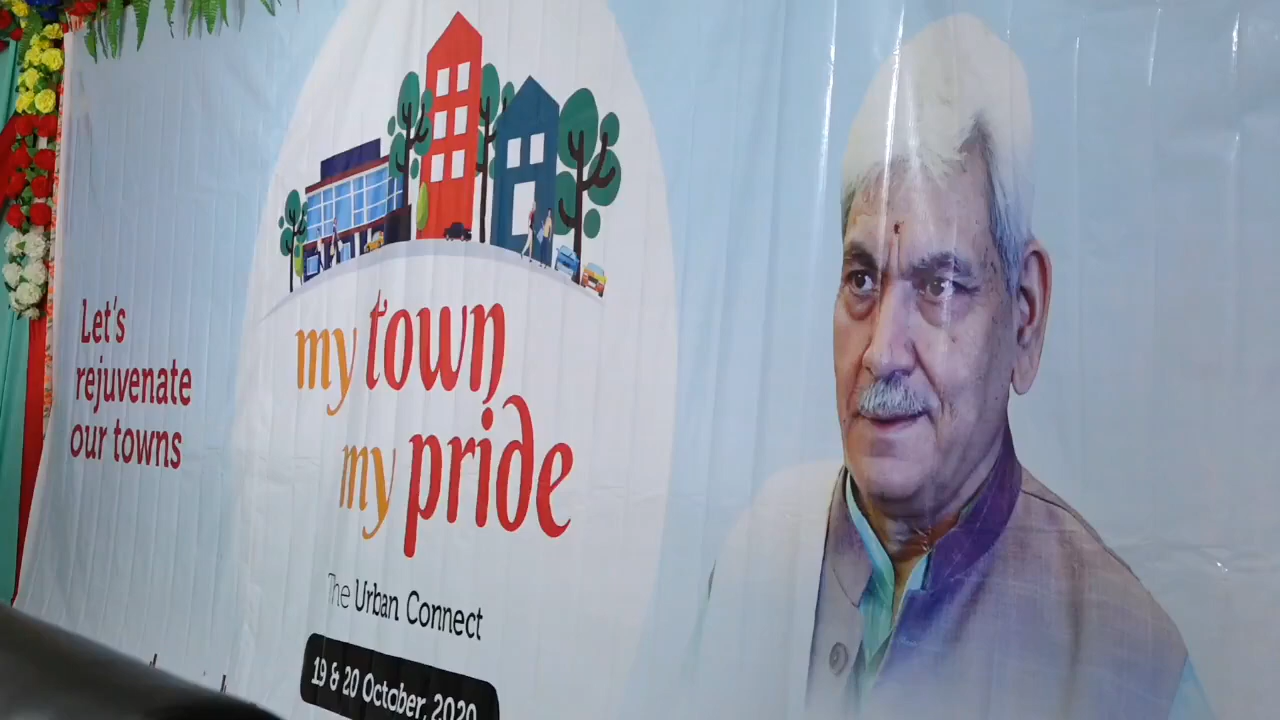 Let's
rejuvenate
our towns
my town
my pride
The Urban Connect
19 & 20 October, 2020